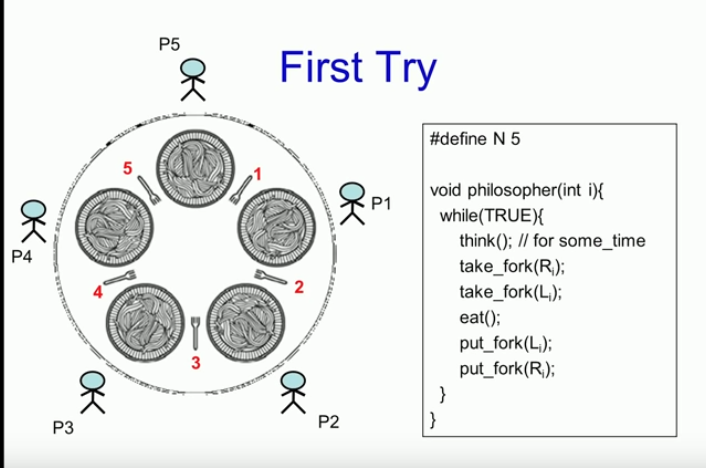 First Try
P5
5
1
P1
P4
4
2
3
P3
P2
#define N 5
void philosopher(int i){
while(TRUE){
think(); // for some_time
take_fork(Rᵢ);
take_fork(Lᵢ);
eat();
put_fork(Lᵢ);
put_fork(Rᵢ);
}
}